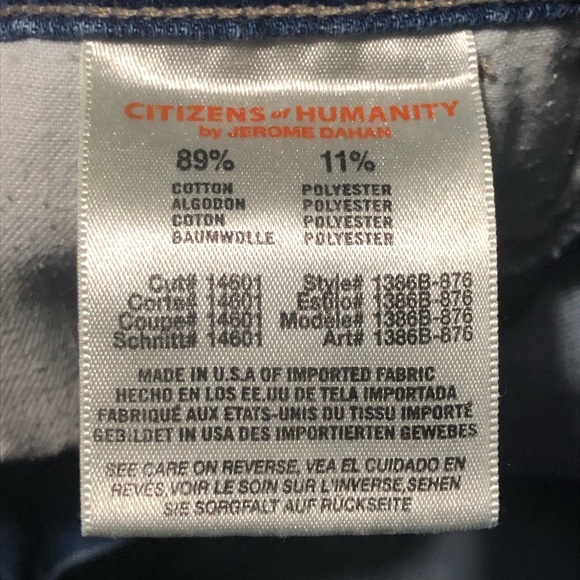 CITIZENS of HUMANITY
by JEROME DAHAN
89% 11%
COTTON POLYESTER
ALGODON POLYESTER
COTON POLYESTER
BAUMWOLLE POLYESTER
Cut# 14601 Style# 1386B-876
Corte# 14601 Estilo# 1386B-876
Coupe# 14601 Modele# 1386B-876
Schnitt# 14601 Art# 1386B-876
MADE IN U.S.A OF IMPORTED FABRIC
HECHO EN LOS EE.UU DE TELA IMPORTADA
FABRIQUÉ AUX ETATS-UNIS DU TISSU IMPORTÉ
GEBILDET IN USA DES IMPORTIERTEN GEWEBES
SEE CARE ON REVERSE, VEA EL CUIDADO EN
REVÉS, VOIR LE SOIN SUR L'INVERSE, SEHEN
SIE SORGFALT AUF RÜCKSEITE